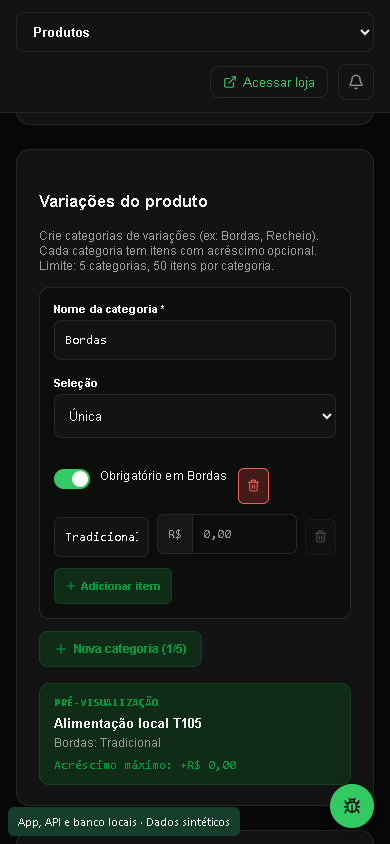 Produtos
Acessar loja
Variações do produto
Crie categorias de variações (ex: Bordas, Recheio).
Cada categoria tem itens com acréscimo opcional.
Limite: 5 categorias, 50 itens por categoria.
Nome da categoria *
Bordas
Seleção
Única
Obrigatório em Bordas
Tradicional
R$ 0,00
+ Adicionar item
+ Nova categoria (1/5)
PRÉ-VISUALIZAÇÃO
Alimentação local T105
Bordas: Tradicional
Acréscimo máximo: +R$ 0,00
App, API e banco locais · Dados sintéticos